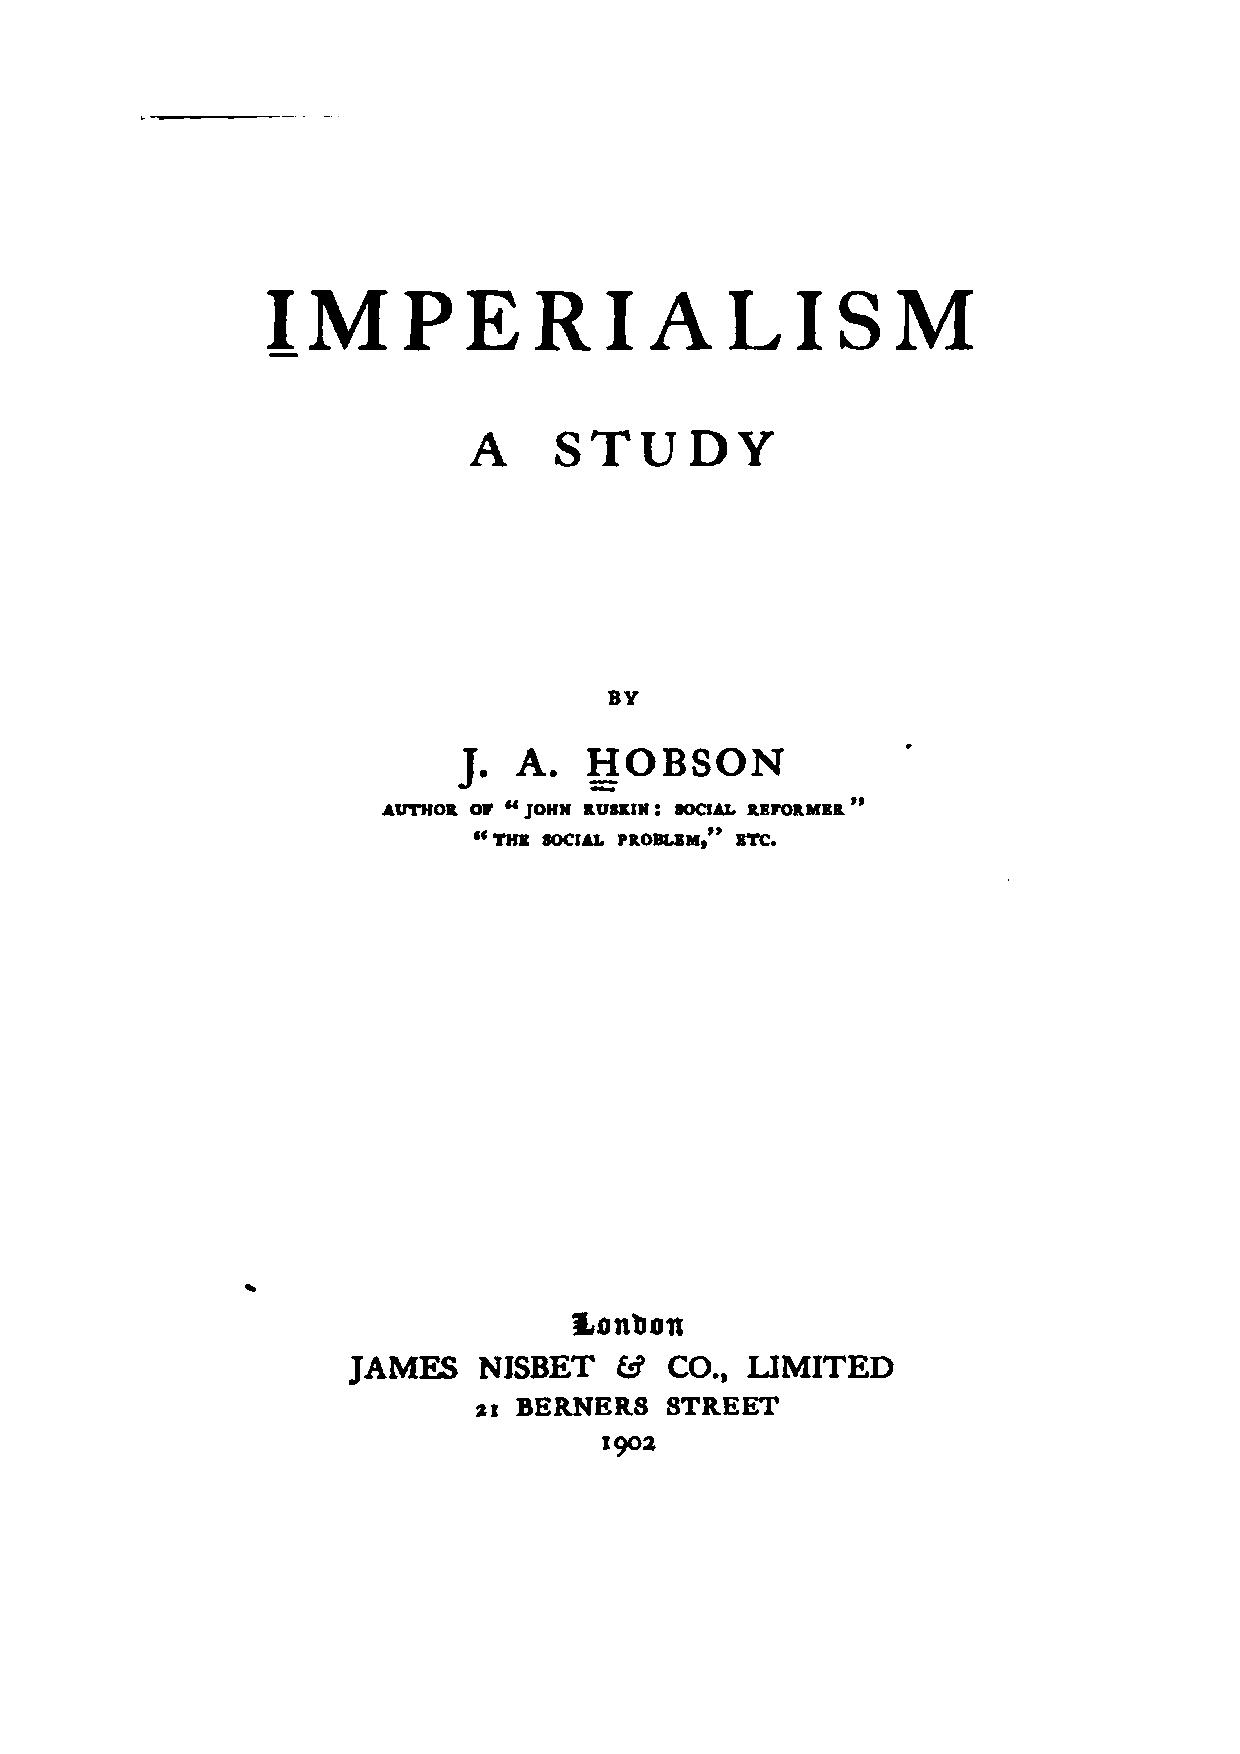 IMPERIALISM
A STUDY
BY
J. A. HOBSON
AUTHOR OF “JOHN RUSKIN: SOCIAL REFORMER”
“THE SOCIAL PROBLEM,” ETC.
London
JAMES NISBET & CO., LIMITED
21 BERNERS STREET
1902